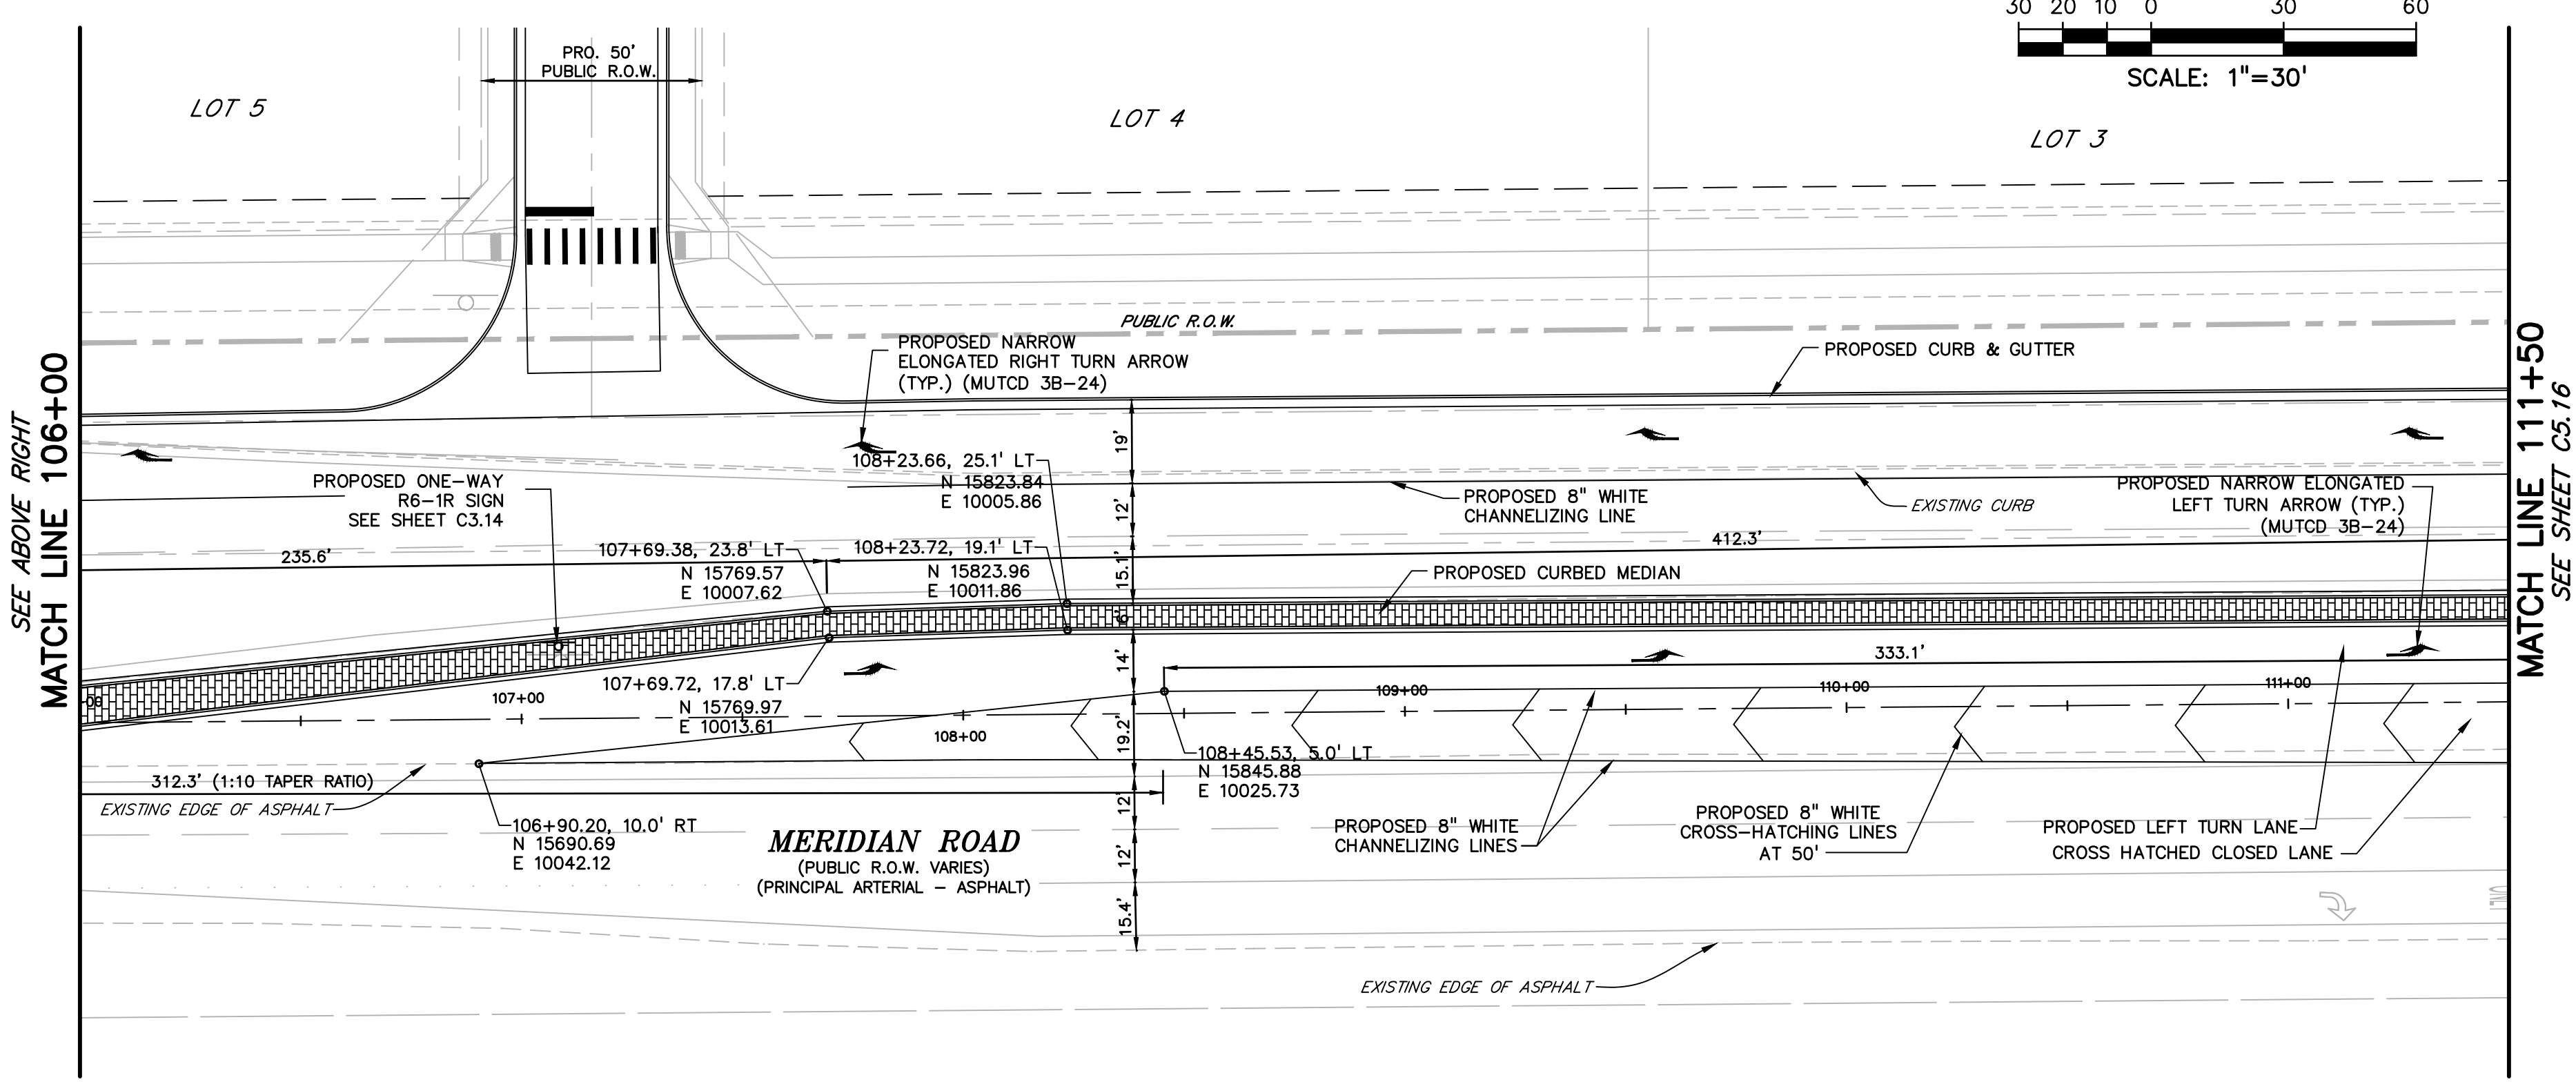 30 20 10 0 30 60
SCALE: 1"=30'
PRO. 50'
PUBLIC R.O.W.
LOT 5
LOT 4
LOT 3
PUBLIC R.O.W.
PROPOSED NARROW
ELONGATED RIGHT TURN ARROW
(TYP.) (MUTCD 3B-24)
PROPOSED CURB & GUTTER
SEE ABOVE RIGHT
MATCH LINE 106+00
MATCH LINE 111+50
SEE SHEET C5.16
PROPOSED ONE-WAY
R6-1R SIGN
SEE SHEET C3.14
108+23.66, 25.1' LT
N 15823.84
E 10005.86
19'
12'
15.1'
6'
14'
19.2'
12'
12'
15.4'
PROPOSED 8" WHITE
CHANNELIZING LINE
EXISTING CURB
PROPOSED NARROW ELONGATED
LEFT TURN ARROW (TYP.)
(MUTCD 3B-24)
235.6'
412.3'
107+69.38, 23.8' LT
N 15769.57
E 10007.62
108+23.72, 19.1' LT
N 15823.96
E 10011.86
PROPOSED CURBED MEDIAN
333.1'
107+69.72, 17.8' LT
N 15769.97
E 10013.61
00
107+00
108+00
109+00
110+00
111+00
108+45.53, 5.0' LT
N 15845.88
E 10025.73
312.3' (1:10 TAPER RATIO)
EXISTING EDGE OF ASPHALT
106+90.20, 10.0' RT
N 15690.69
E 10042.12
MERIDIAN ROAD
(PUBLIC R.O.W. VARIES)
(PRINCIPAL ARTERIAL - ASPHALT)
PROPOSED 8" WHITE
CHANNELIZING LINES
PROPOSED 8" WHITE
CROSS-HATCHING LINES
AT 50'
PROPOSED LEFT TURN LANE
CROSS HATCHED CLOSED LANE
EXISTING EDGE OF ASPHALT